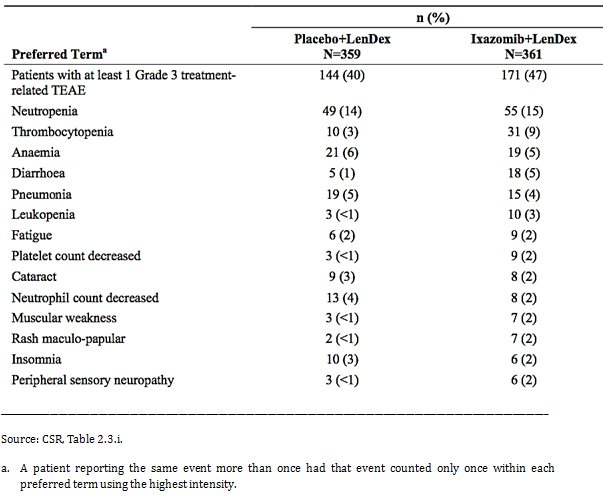 n (%)
Placebo+LenDex Ixazomib+LenDex
Preferred Termᵃ N=359 N=361
Patients with at least 1 Grade 3 treatment- 144 (40) 171 (47)
related TEAE
Neutropenia 49 (14) 55 (15)
Thrombocytopenia 10 (3) 31 (9)
Anaemia 21 (6) 19 (5)
Diarrhoea 5 (1) 18 (5)
Pneumonia 19 (5) 15 (4)
Leukopenia 3 (<1) 10 (3)
Fatigue 6 (2) 9 (2)
Platelet count decreased 3 (<1) 9 (2)
Cataract 9 (3) 8 (2)
Neutrophil count decreased 13 (4) 8 (2)
Muscular weakness 3 (<1) 7 (2)
Rash maculo-papular 2 (<1) 7 (2)
Insomnia 10 (3) 6 (2)
Peripheral sensory neuropathy 3 (<1) 6 (2)
Source: CSR, Table 2.3.i.
a. A patient reporting the same event more than once had that event counted only once within each
preferred term using the highest intensity.